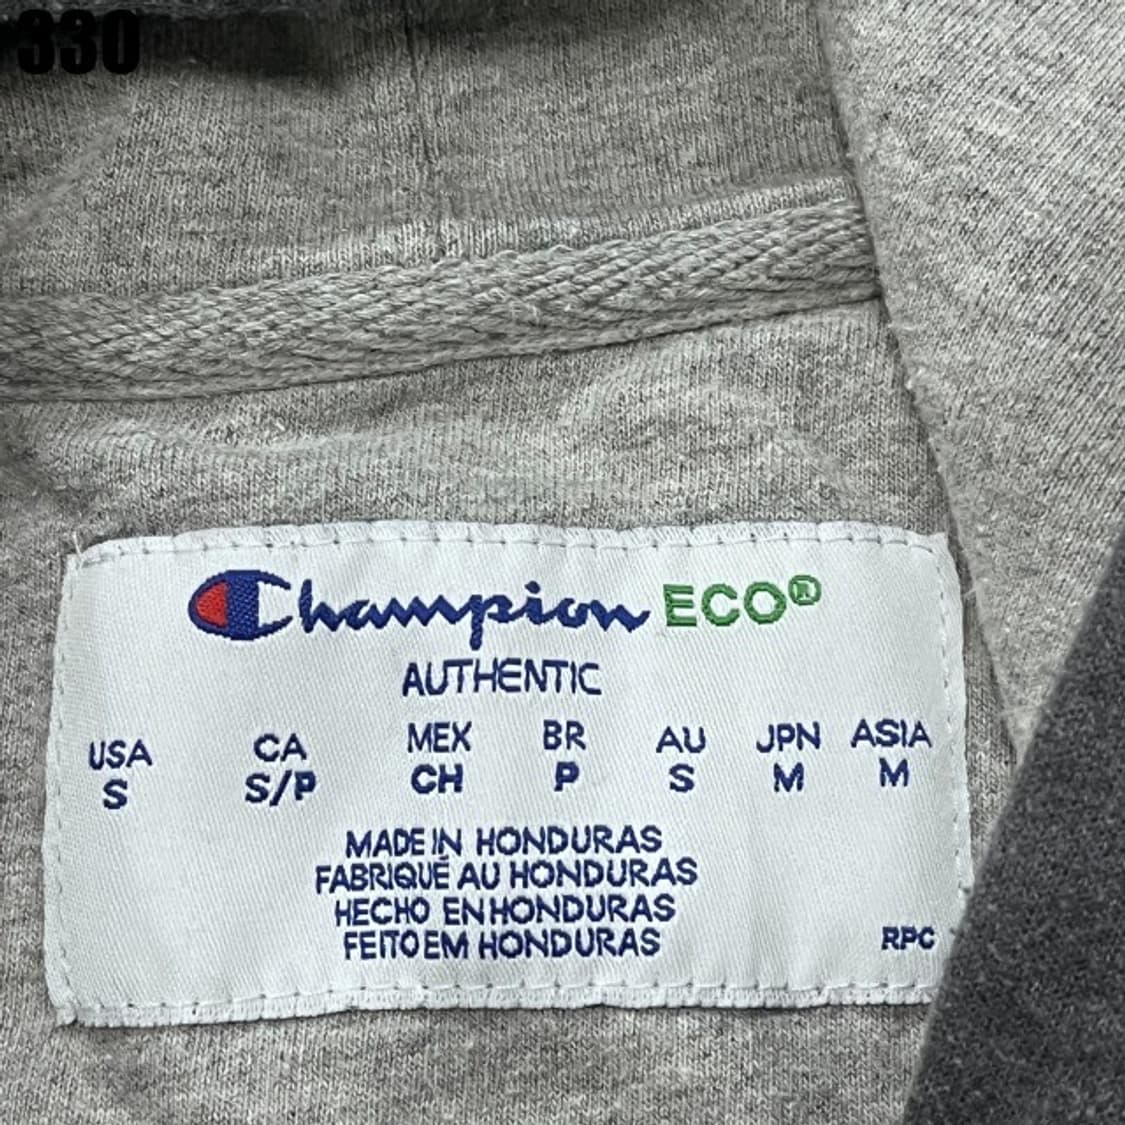 330
Champion ECO®
AUTHENTIC
USA CA MEX BR AU JPN ASIA
S S/P CH P S M M
MADE IN HONDURAS
FABRIQUÉ AU HONDURAS
HECHO EN HONDURAS
FEITO EM HONDURAS
RPC